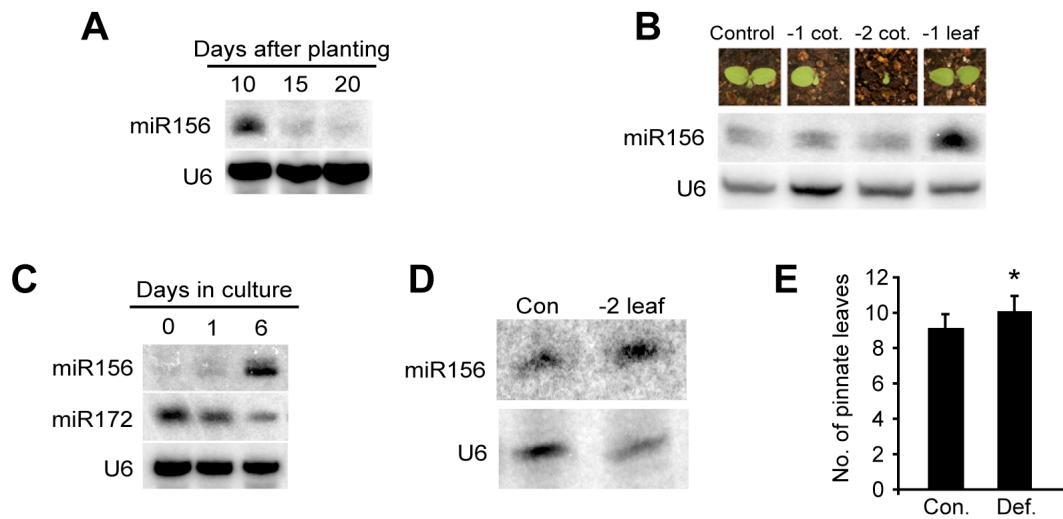 A
Days after planting
10 15 20
miR156
U6
B
Control -1 cot. -2 cot. -1 leaf
miR156
U6
C
Days in culture
0 1 6
miR156
miR172
U6
D
Con -2 leaf
miR156
U6
E
No. of pinnate leaves
12
10
8
6
4
2
0
*
Con. Def.